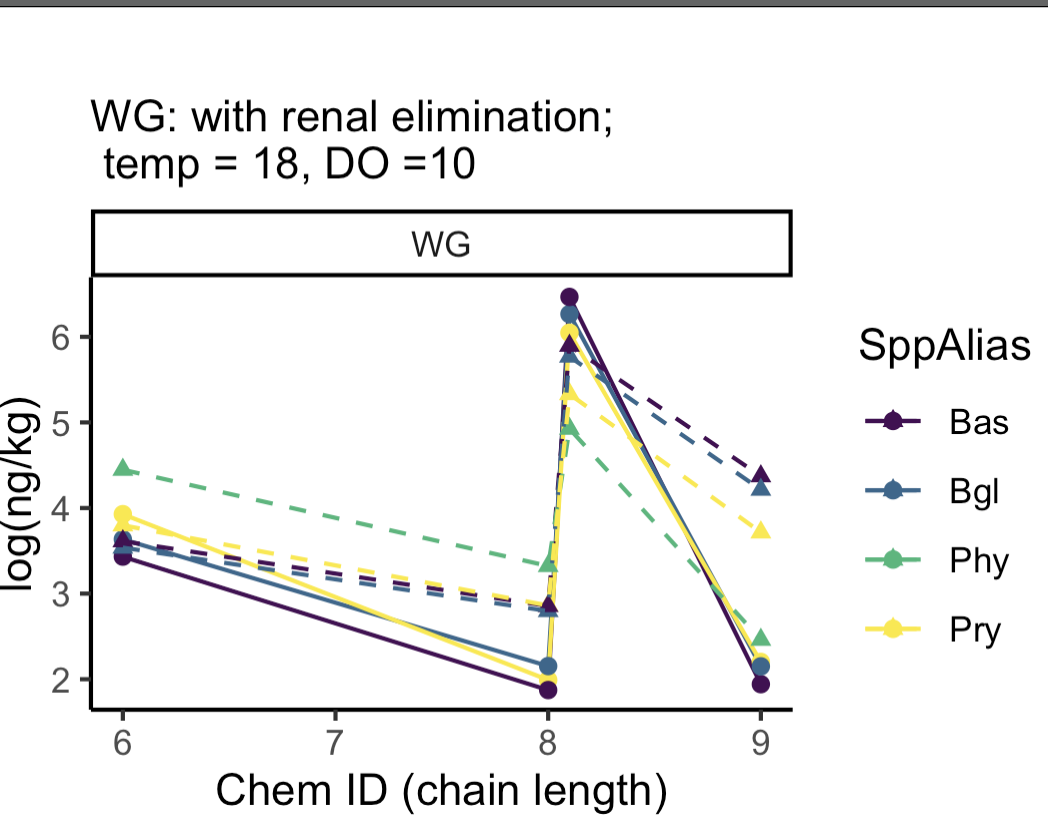 WG: with renal elimination;
temp = 18, DO =10
WG
log(ng/kg)
6
5
4
3
2
6 7 8 9
Chem ID (chain length)
SppAlias
Bas
Bgl
Phy
Pry